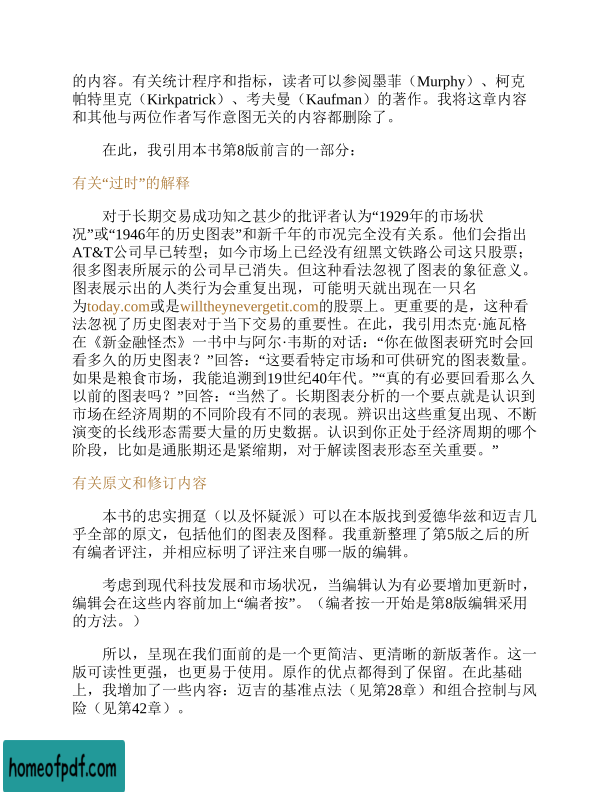 的内容。有关统计程序和指标，读者可以参阅墨菲（Murphy）、柯克
帕特里克（Kirkpatrick）、考夫曼（Kaufman）的著作。我将这章内容
和其他与两位作者写作意图无关的内容都删除了。
在此，我引用本书第8版前言的一部分：
有关“过时”的解释
对于长期交易成功知之甚少的批评者认为“1929年的市场状
况”或“1946年的历史图表”和新千年的市况完全没有关系。他们会指出
AT&T公司早已转型；如今市场上已经没有纽黑文铁路公司这只股票；
很多图表所展示的公司早已消失。但这种看法忽视了图表的象征意义。
图表展示出的人类行为会重复出现，可能明天就出现在一只名
为today.com或是willtheynevergetit.com的股票上。更重要的是，这种看
法忽视了历史图表对于当下交易的重要性。在此，我引用杰克·施瓦格
在《新金融怪杰》一书中与阿尔·韦斯的对话：“你在做图表研究时会回
看多久的历史图表？”回答：“这要看特定市场和可供研究的图表数量。
如果是粮食市场，我能追溯到19世纪40年代。”“真的有必要回看那么久
以前的图表吗？”回答：“当然了。长期图表分析的一个要点就是认识到
市场在经济周期的不同阶段有不同的表现。辨识出这些重复出现、不断
演变的长线形态需要大量的历史数据。认识到你正处于经济周期的哪个
阶段，比如是通胀期还是紧缩期，对于解读图表形态至关重要。”
有关原文和修订内容
本书的忠实拥趸（以及怀疑派）可以在本版找到爱德华兹和迈吉几
乎全部的原文，包括他们的图表及图释。我重新整理了第5版之后的所
有编者评注，并相应标明了评注来自哪一版的编辑。
考虑到现代科技发展和市场状况，当编辑认为有必要增加更新时，
编辑会在这些内容前加上“编者按”。（编者按一开始是第8版编辑采用
的方法。）
所以，呈现在我们面前的是一个更简洁、更清晰的新版著作。这一
版可读性更强，也更易于使用。原作的优点都得到了保留。在此基础
上，我增加了一些内容：迈吉的基准点法（见第28章）和组合控制与风
险（见第42章）。
homeofpdf.com